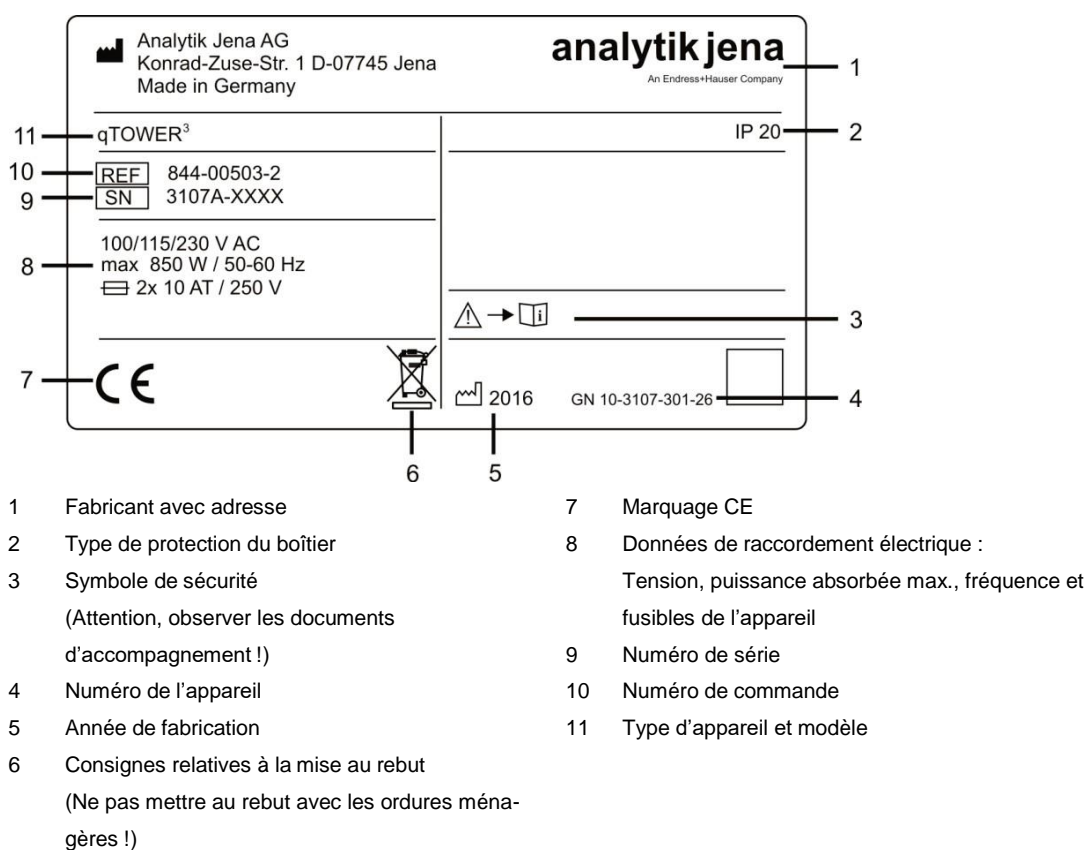 Analytik Jena AG
Konrad-Zuse-Str. 1 D-07745 Jena
Made in Germany
analytikjena
An Endress+Hauser Company
1
11
qTOWER³
IP 20
2
10
REF 844-00503-2
9
SN 3107A-XXXX
100/115/230 V AC
8
max 850 W / 50-60 Hz
2x 10 AT / 250 V
i
3
7
CE
2016
GN 10-3107-301-26
4
6
5
1 Fabricant avec adresse
2 Type de protection du boîtier
3 Symbole de sécurité
(Attention, observer les documents
d’accompagnement !)
4 Numéro de l’appareil
5 Année de fabrication
6 Consignes relatives à la mise au rebut
(Ne pas mettre au rebut avec les ordures ména-
gères !)
7 Marquage CE
8 Données de raccordement électrique :
Tension, puissance absorbée max., fréquence et
fusibles de l’appareil
9 Numéro de série
10 Numéro de commande
11 Type d’appareil et modèle